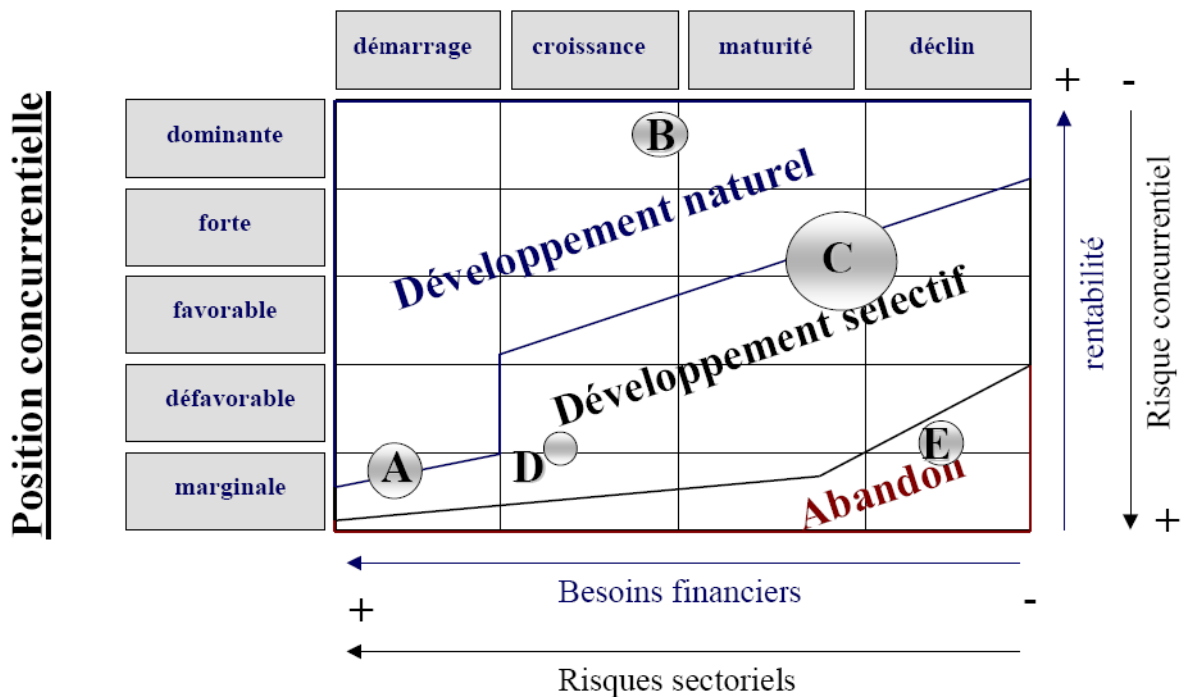 démarrage
croissance
maturité
déclin
+
-
Position concurrentielle
dominante
forte
favorable
défavorable
marginale
B
Développement naturel
C
Développement sélectif
A
D
E
Abandon
rentabilité
Risque concurrentiel
+
Besoins financiers
+
-
Risques sectoriels